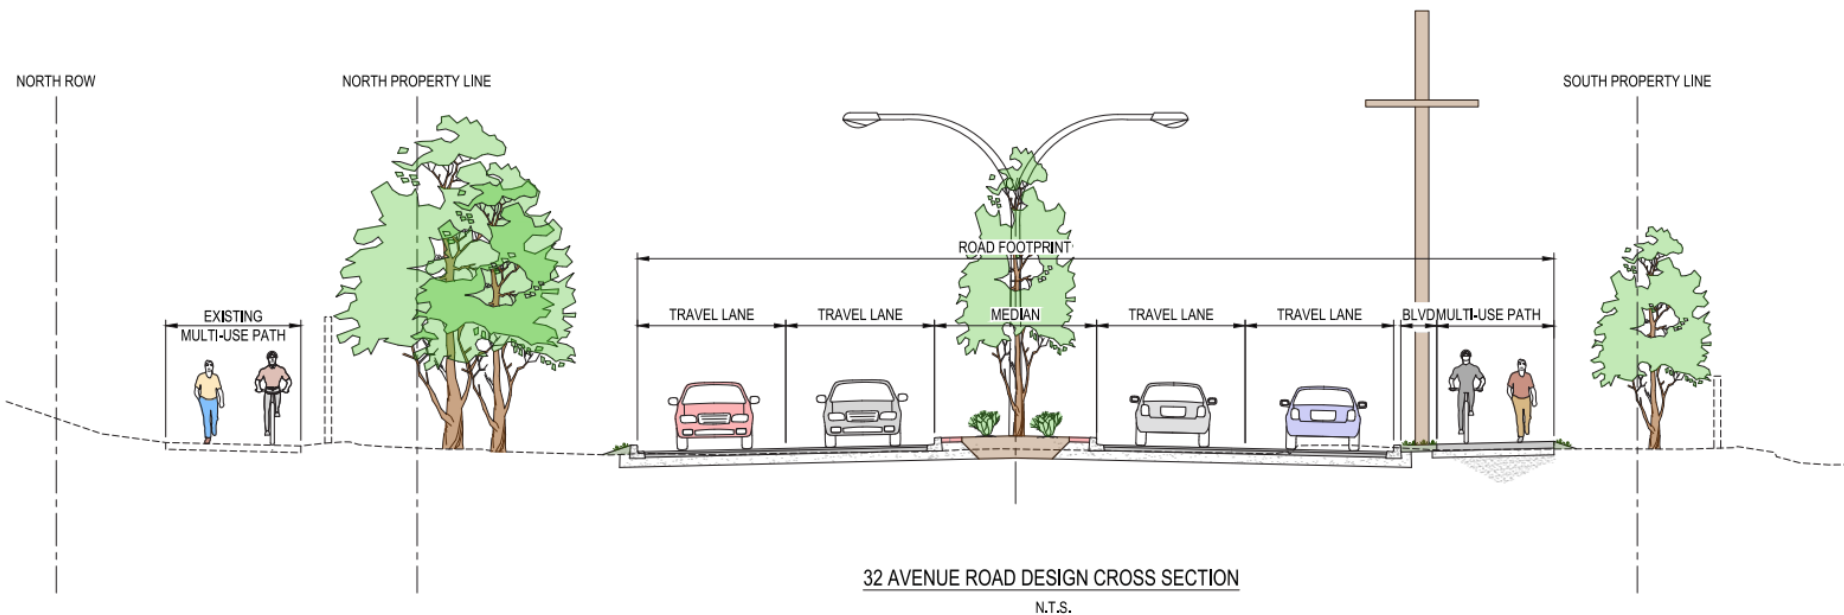 NORTH ROW
NORTH PROPERTY LINE
SOUTH PROPERTY LINE
ROAD FOOTPRINT
EXISTING
MULTI-USE PATH
TRAVEL LANE
TRAVEL LANE
MEDIAN
TRAVEL LANE
TRAVEL LANE
BLVD
MULTI-USE PATH
32 AVENUE ROAD DESIGN CROSS SECTION
N.T.S.